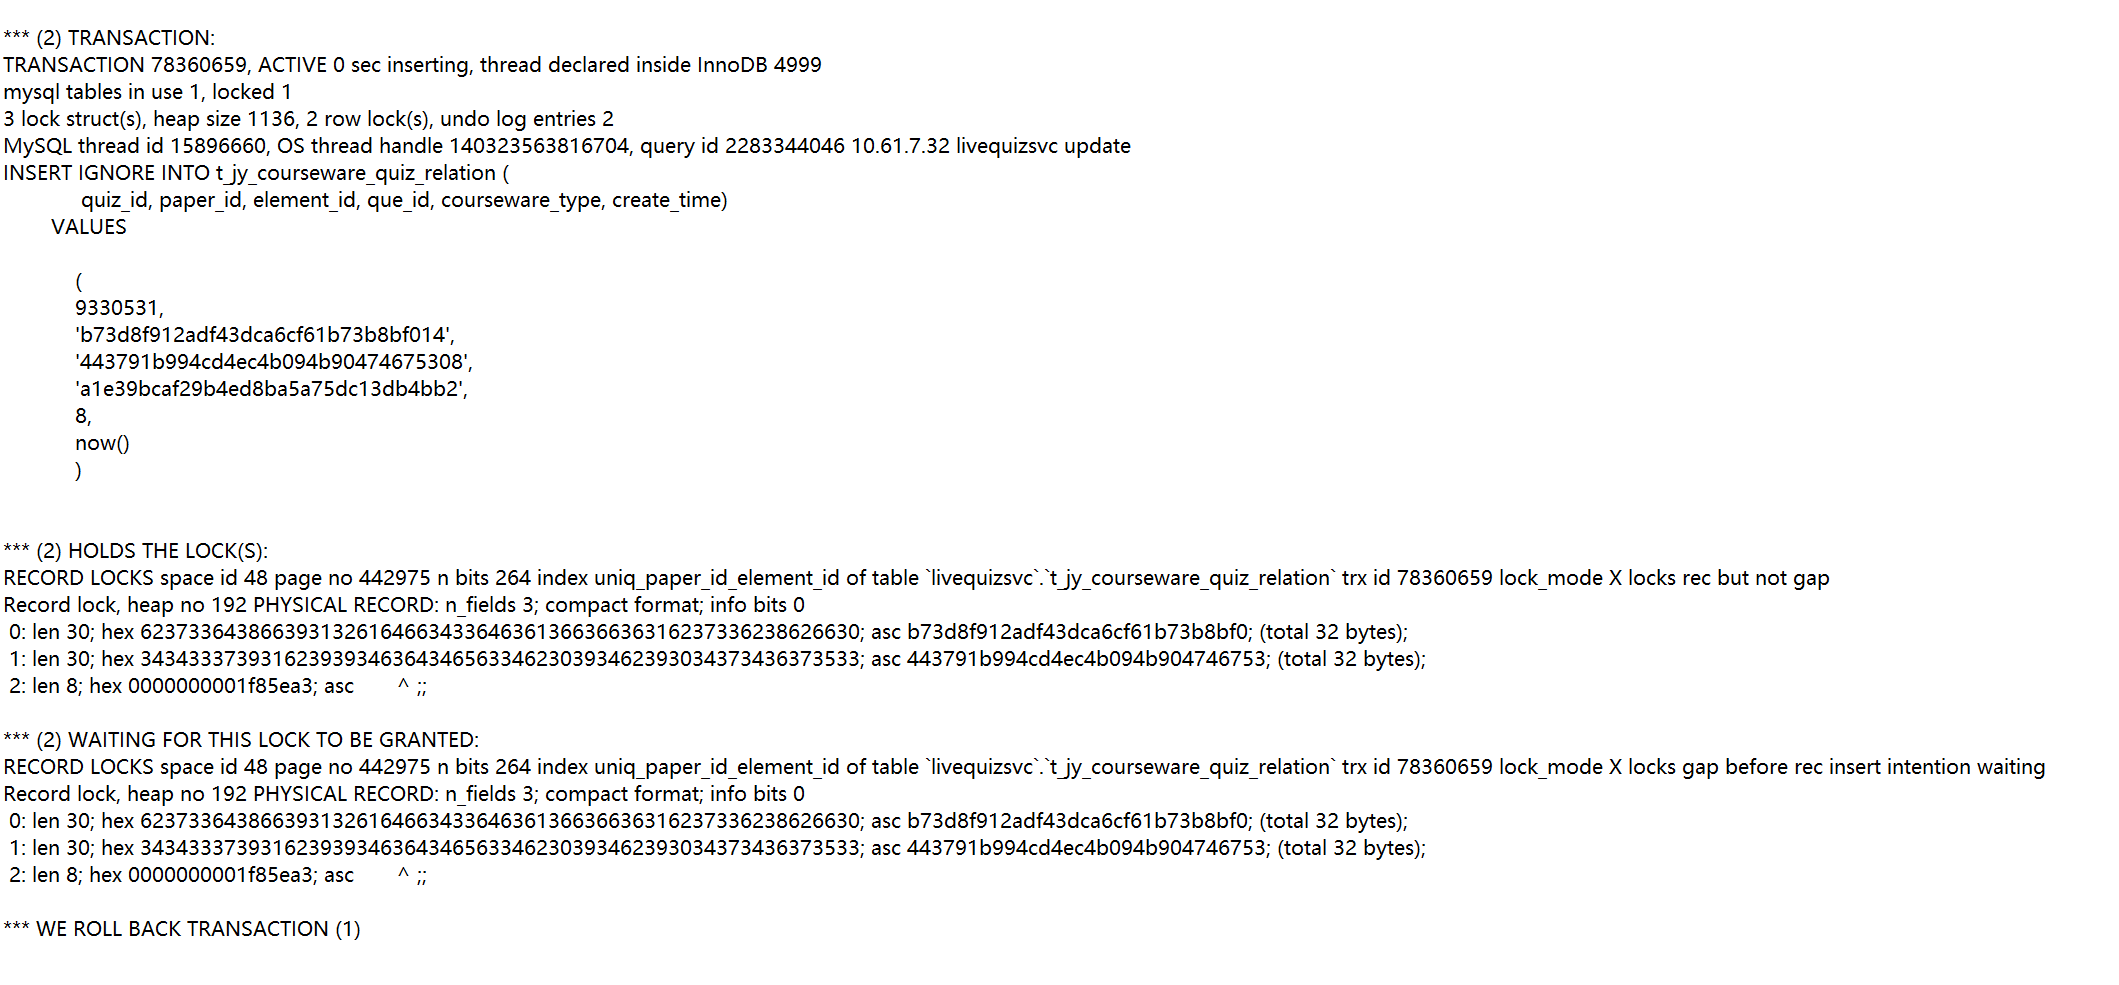 *** (2) TRANSACTION:
TRANSACTION 78360659, ACTIVE 0 sec inserting, thread declared inside InnoDB 4999
mysql tables in use 1, locked 1
3 lock struct(s), heap size 1136, 2 row lock(s), undo log entries 2
MySQL thread id 15896660, OS thread handle 140323563816704, query id 2283344046 10.61.7.32 livequizsvc update
INSERT IGNORE INTO t_jy_courseware_quiz_relation (
quiz_id, paper_id, element_id, que_id, courseware_type, create_time)
VALUES
(
9330531,
'b73d8f912adf43dca6cf61b73b8bf014',
'443791b994cd4ec4b094b90474675308',
'a1e39bcaf29b4ed8ba5a75dc13db4bb2',
8,
now()
)
*** (2) HOLDS THE LOCK(S):
RECORD LOCKS space id 48 page no 442975 n bits 264 index uniq_paper_id_element_id of table `livequizsvc`.`t_jy_courseware_quiz_relation` trx id 78360659 lock_mode X locks rec but not gap
Record lock, heap no 192 PHYSICAL RECORD: n_fields 3; compact format; info bits 0
0: len 30; hex 623733643866393132616466343364636136636636316237336238626630; asc b73d8f912adf43dca6cf61b73b8bf0; (total 32 bytes);
1: len 30; hex 343433373931623939346364346563346230393462393034373436373533; asc 443791b994cd4ec4b094b904746753; (total 32 bytes);
2: len 8; hex 0000000001f85ea3; asc ^ ;;
*** (2) WAITING FOR THIS LOCK TO BE GRANTED:
RECORD LOCKS space id 48 page no 442975 n bits 264 index uniq_paper_id_element_id of table `livequizsvc`.`t_jy_courseware_quiz_relation` trx id 78360659 lock_mode X locks gap before rec insert intention waiting
Record lock, heap no 192 PHYSICAL RECORD: n_fields 3; compact format; info bits 0
0: len 30; hex 623733643866393132616466343364636136636636316237336238626630; asc b73d8f912adf43dca6cf61b73b8bf0; (total 32 bytes);
1: len 30; hex 343433373931623939346364346563346230393462393034373436373533; asc 443791b994cd4ec4b094b904746753; (total 32 bytes);
2: len 8; hex 0000000001f85ea3; asc ^ ;;
*** WE ROLL BACK TRANSACTION (1)